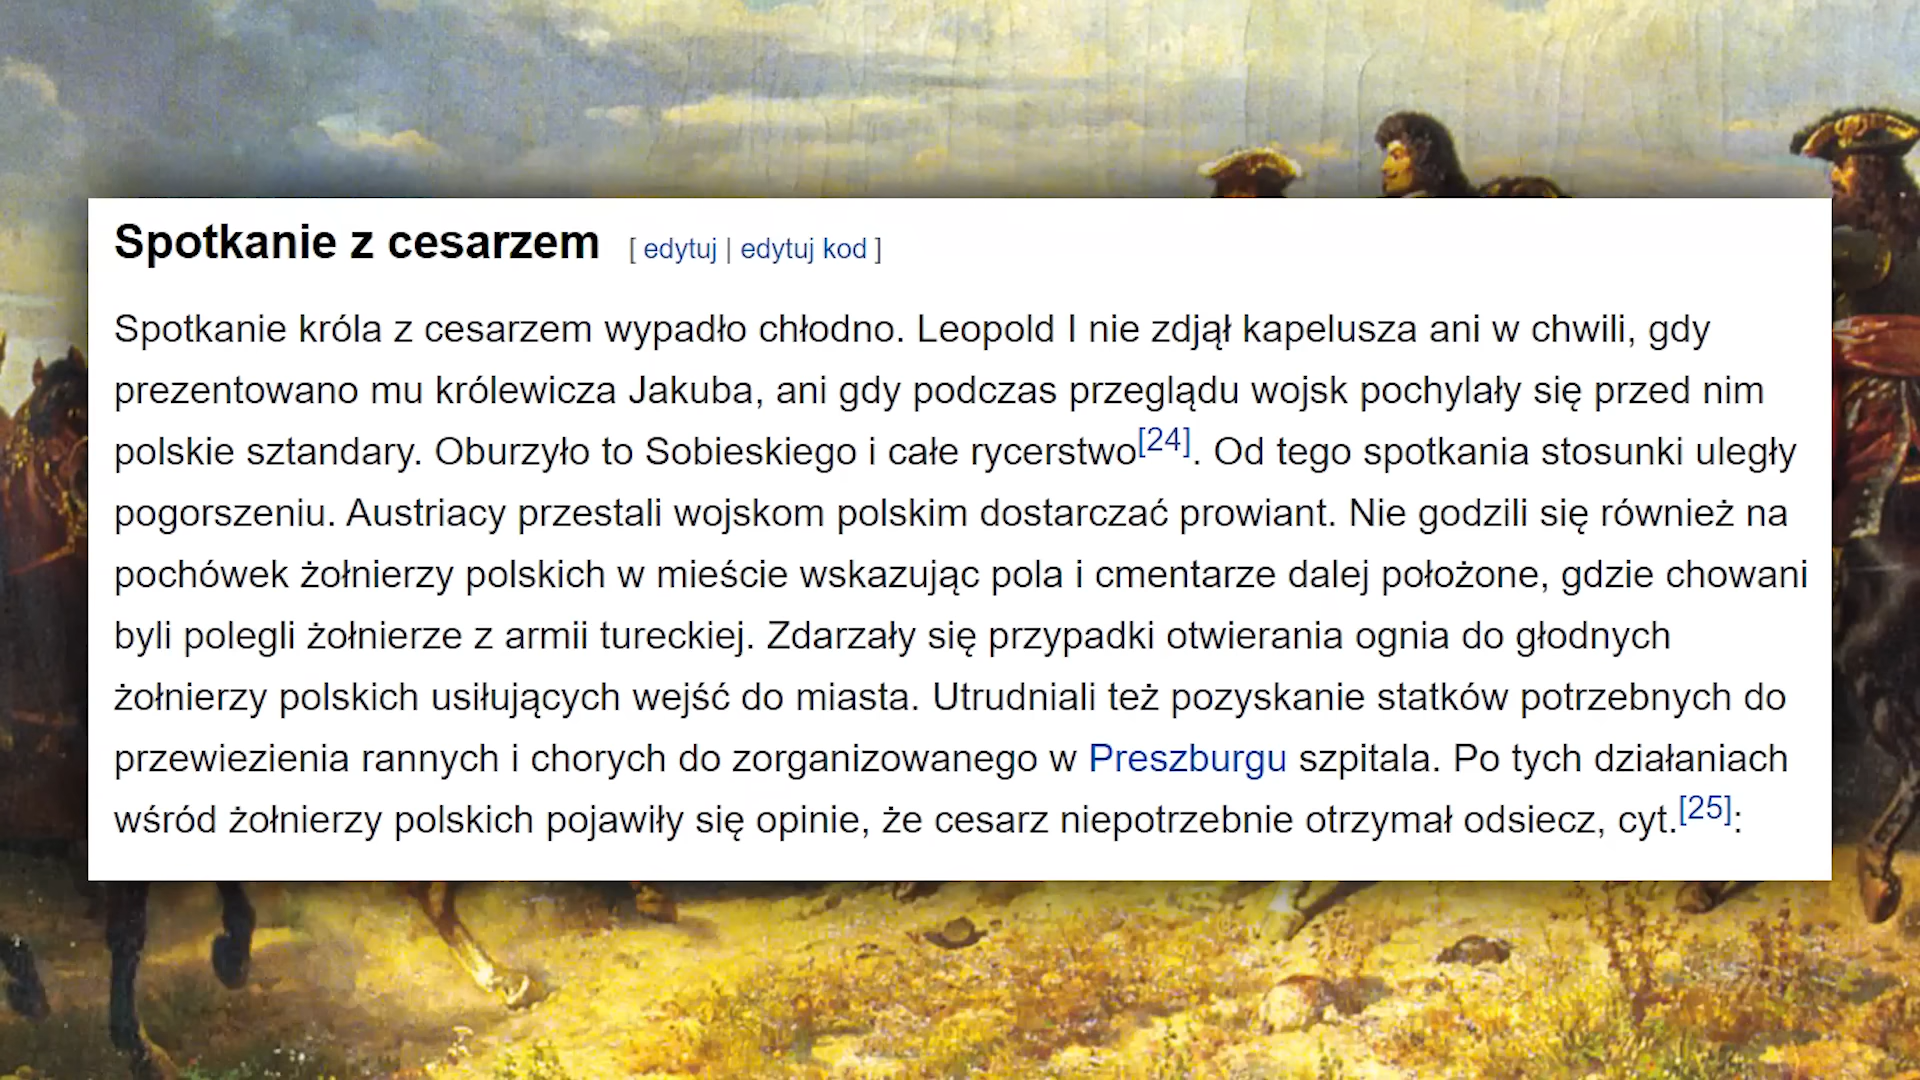 Spotkanie z cesarzem [ edytuj | edytuj kod ]
Spotkanie króla z cesarzem wypadło chłodno. Leopold I nie zdjął kapelusza ani w chwili, gdy
prezentowano mu królewicza Jakuba, ani gdy podczas przeglądu wojsk pochylały się przed nim
polskie sztandary. Oburzyło to Sobieskiego i całe rycerstwo[24]. Od tego spotkania stosunki uległy
pogorszeniu. Austriacy przestali wojskom polskim dostarczać prowiant. Nie godzili się również na
pochówek żołnierzy polskich w mieście wskazując pola i cmentarze dalej położone, gdzie chowani
byli polegli żołnierze z armii tureckiej. Zdarzały się przypadki otwierania ognia do głodnych
żołnierzy polskich usiłujących wejść do miasta. Utrudniali też pozyskanie statków potrzebnych do
przewiezienia rannych i chorych do zorganizowanego w Preszburgu szpitala. Po tych działaniach
wśród żołnierzy polskich pojawiły się opinie, że cesarz niepotrzebnie otrzymał odsiecz, cyt.[25]: